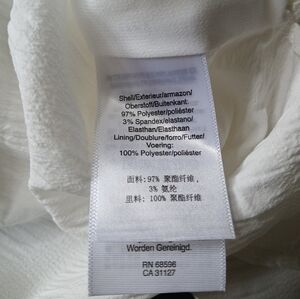 Shell/Exterieur/armazon/
Oberstoff/Buitenkant:
97% Polyester/poliéster
3% Spandex/elastano/
Elasthan/Elasthaan
Lining/Doublure/forro/Futter/
Voering:
100% Polyester/poliéster
面料:97% 聚酯纤维,
3% 氨纶
里料: 100% 聚酯纤维
Worden Gereinigd.
RN 68596
CA 31127